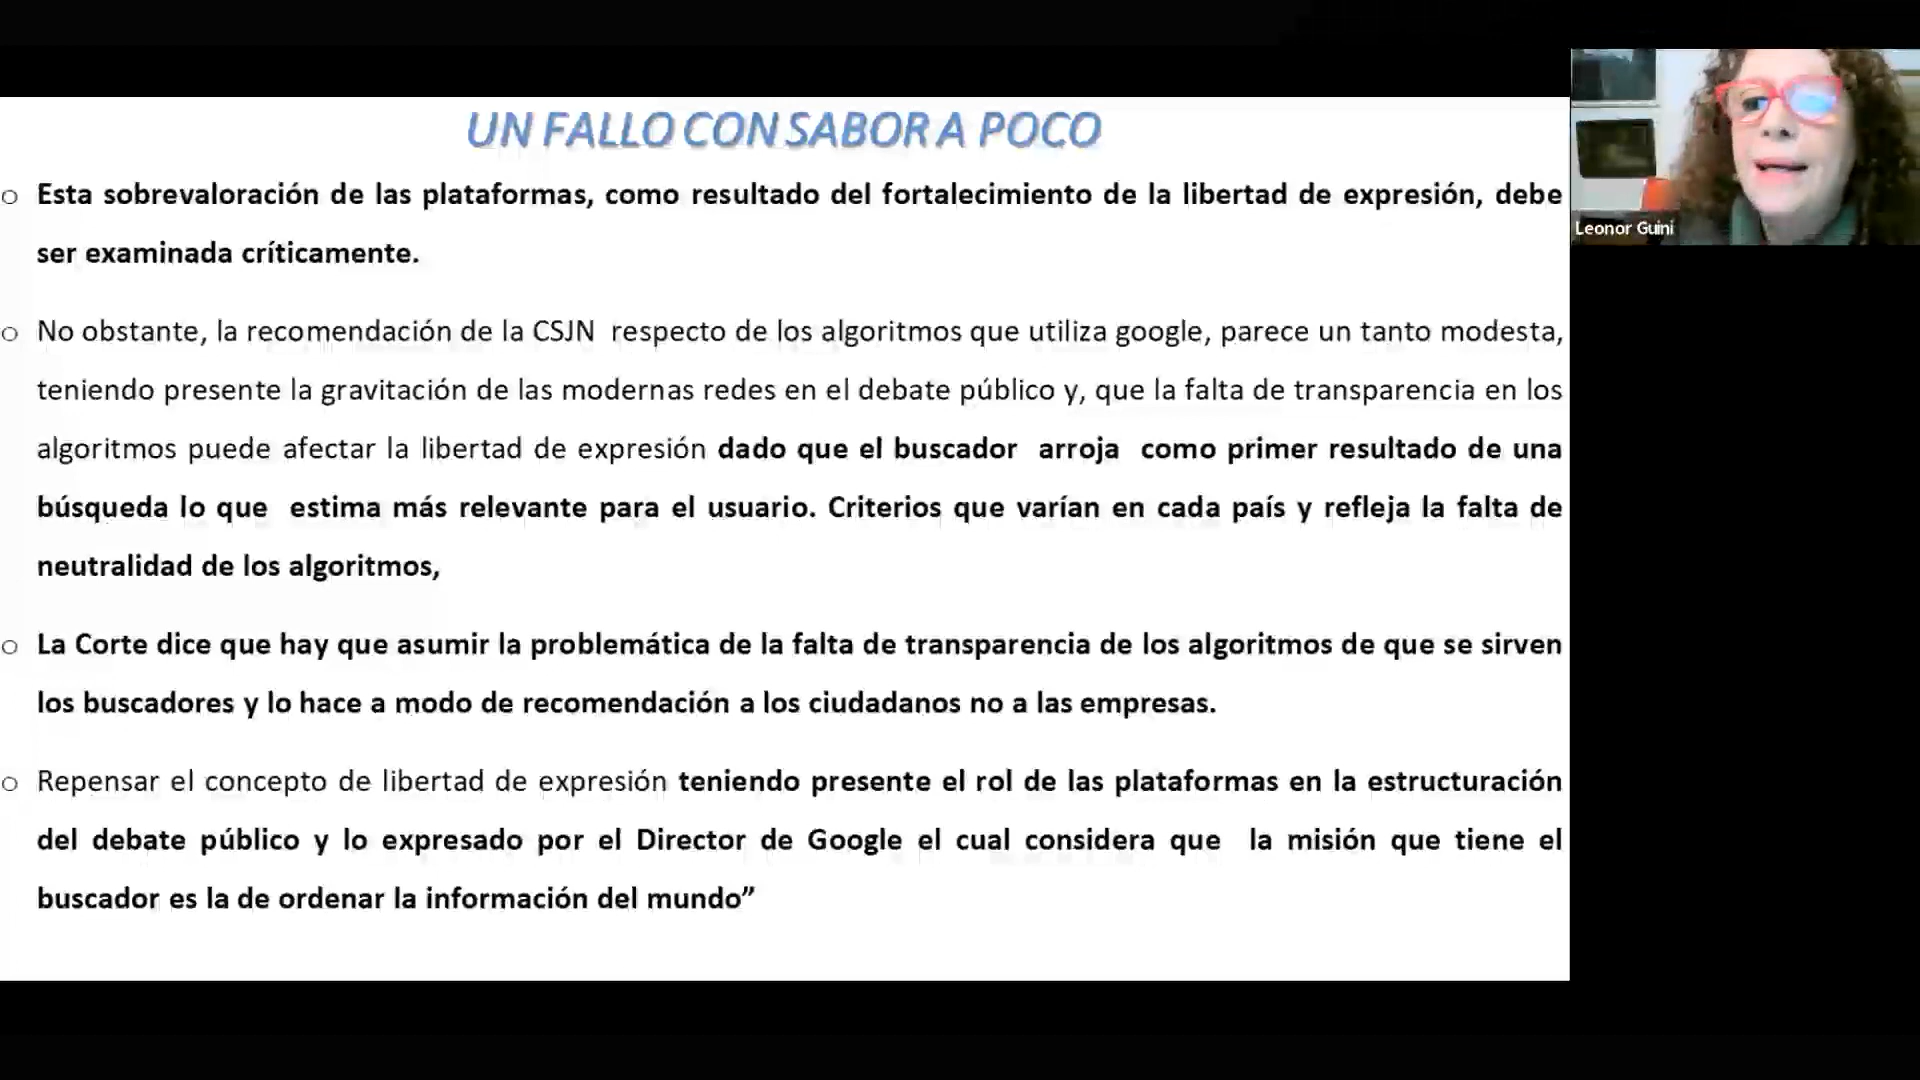 UN FALLO CON SABOR A POCO
o Esta sobrevaloración de las plataformas, como resultado del fortalecimiento de la libertad de expresión, debe
ser examinada críticamente.
o No obstante, la recomendación de la CSJN respecto de los algoritmos que utiliza google, parece un tanto modesta,
teniendo presente la gravitación de las modernas redes en el debate público y, que la falta de transparencia en los
algoritmos puede afectar la libertad de expresión dado que el buscador arroja como primer resultado de una
búsqueda lo que estima más relevante para el usuario. Criterios que varían en cada país y refleja la falta de
neutralidad de los algoritmos,
o La Corte dice que hay que asumir la problemática de la falta de transparencia de los algoritmos de que se sirven
los buscadores y lo hace a modo de recomendación a los ciudadanos no a las empresas.
o Repensar el concepto de libertad de expresión teniendo presente el rol de las plataformas en la estructuración
del debate público y lo expresado por el Director de Google el cual considera que la misión que tiene el
buscador es la de ordenar la información del mundo”
Leonor Guini